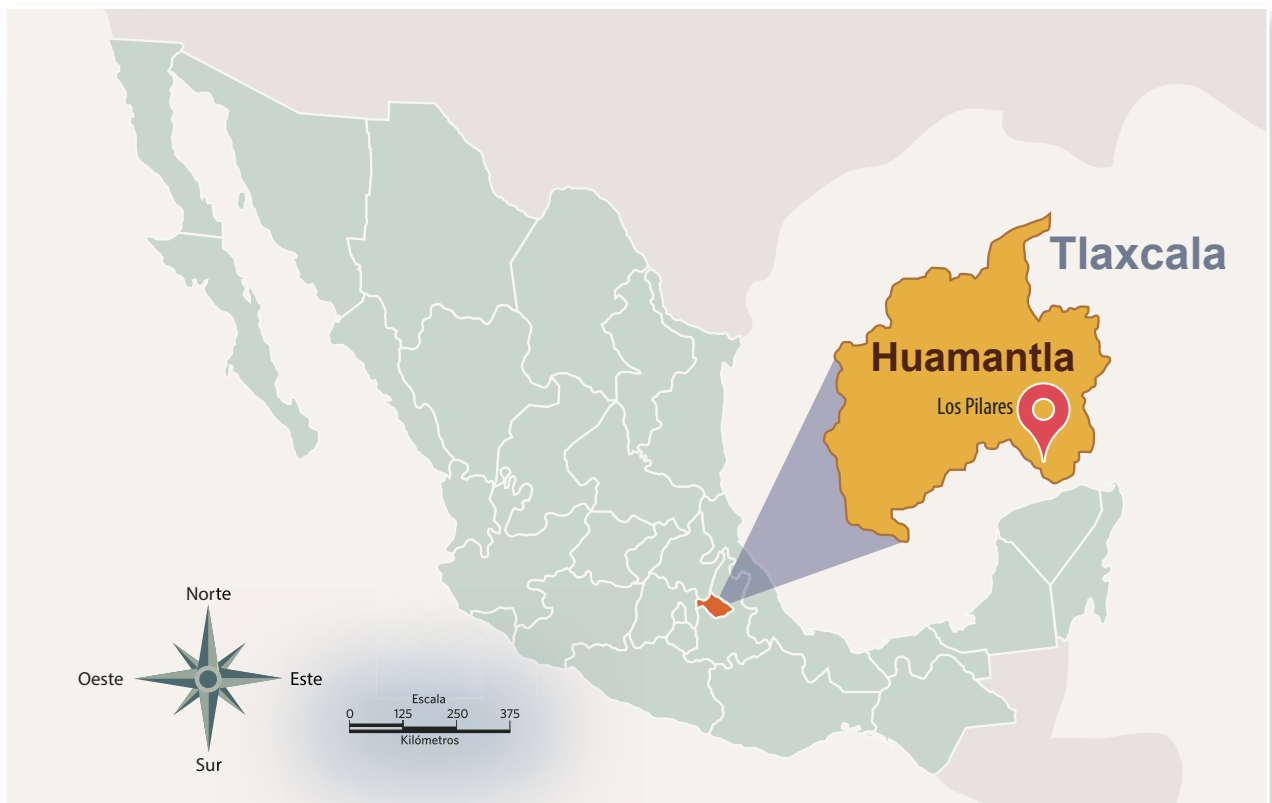 Tlaxcala
Huamantla
Los Pilares
Norte
Oeste
Este
Sur
Escala
0 125 250 375
Kilómetros